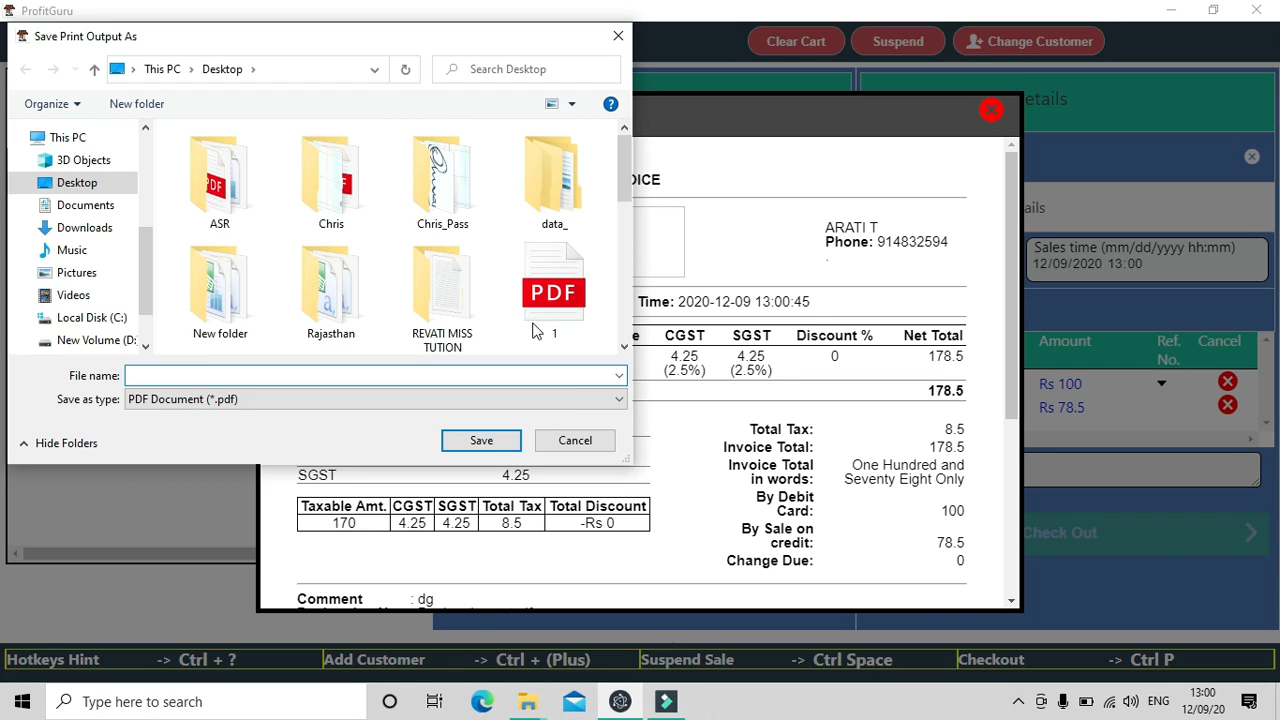 ProfitGuru
Save Print Output As
Clear Cart
Suspend
Change Customer
This PC
Desktop
Search Desktop
Organize
New folder
etails
This PC
3D Objects
Desktop
Documents
Downloads
Music
Pictures
Videos
Local Disk (C:)
New Volume (D:
PDF
ASR
Chris
Chris_Pass
data_
New folder
Rajasthan
REVATI MISS
TUTION
PDF
1
File name:
Save as type:
PDF Document (*.pdf)
Hide Folders
Save
Cancel
OICE
ARATI T
Phone: 914832594
.
tails
Sales time (mm/dd/yyyy hh:mm)
12/09/2020 13:00
Time: 2020-12-09 13:00:45
e CGST SGST Discount % Net Total
4.25 4.25 0 178.5
(2.5%) (2.5%)
178.5
Amount Ref. No. Cancel
Rs 100
Rs 78.5
Total Tax: 8.5
Invoice Total: 178.5
Invoice Total in words: One Hundred and Seventy Eight Only
By Debit Card: 100
By Sale on credit: 78.5
Change Due: 0
SGST 4.25
Taxable Amt. CGST SGST Total Tax Total Discount
170 4.25 4.25 8.5 -Rs 0
Comment : dg
Check Out
Hotkeys Hint -> Ctrl + ? Add Customer -> Ctrl + (Plus) Suspend Sale -> Ctrl Space Checkout -> Ctrl P
Type here to search
ENG
13:00
12/09/20